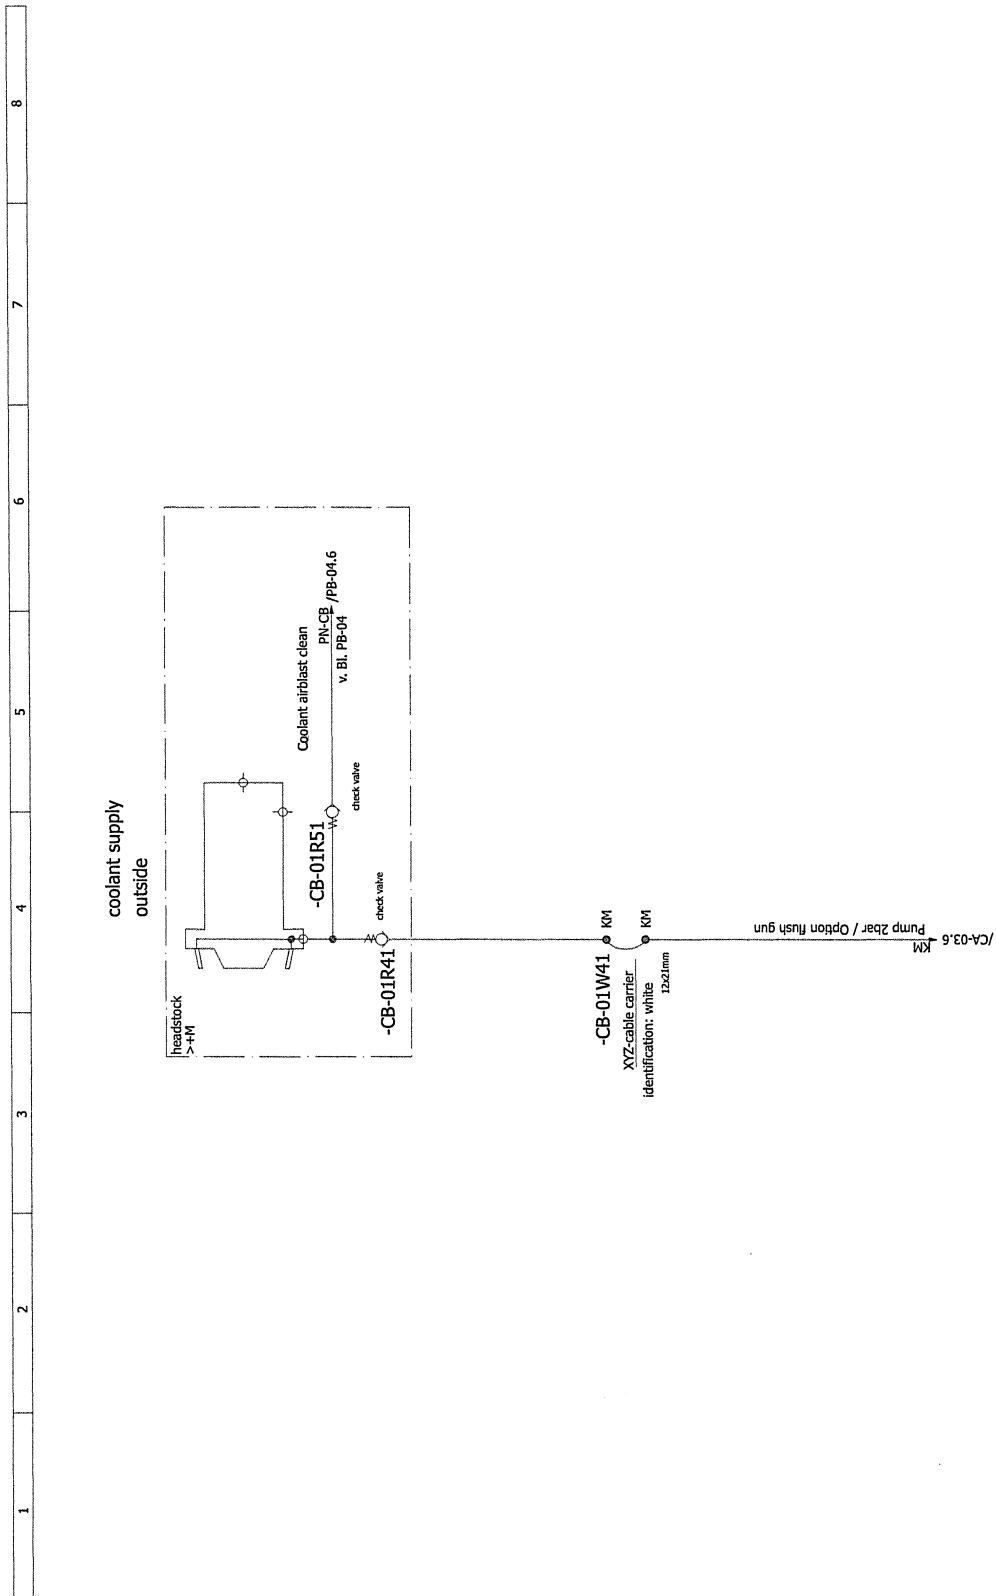 1
2
3
4
5
6
7
8
coolant supply
outside
headstock
>+M
Coolant airblast clean
PN-CB
/PB-04.6
v. Bl. PB-04
-CB-01R51
check valve
-CB-01R41
check valve
-CB-01W41
KM
XYZ-cable carrier
KM
identification: white
12x21mm
Pump 2bar / Option flush gun
KM
/CA-03.6